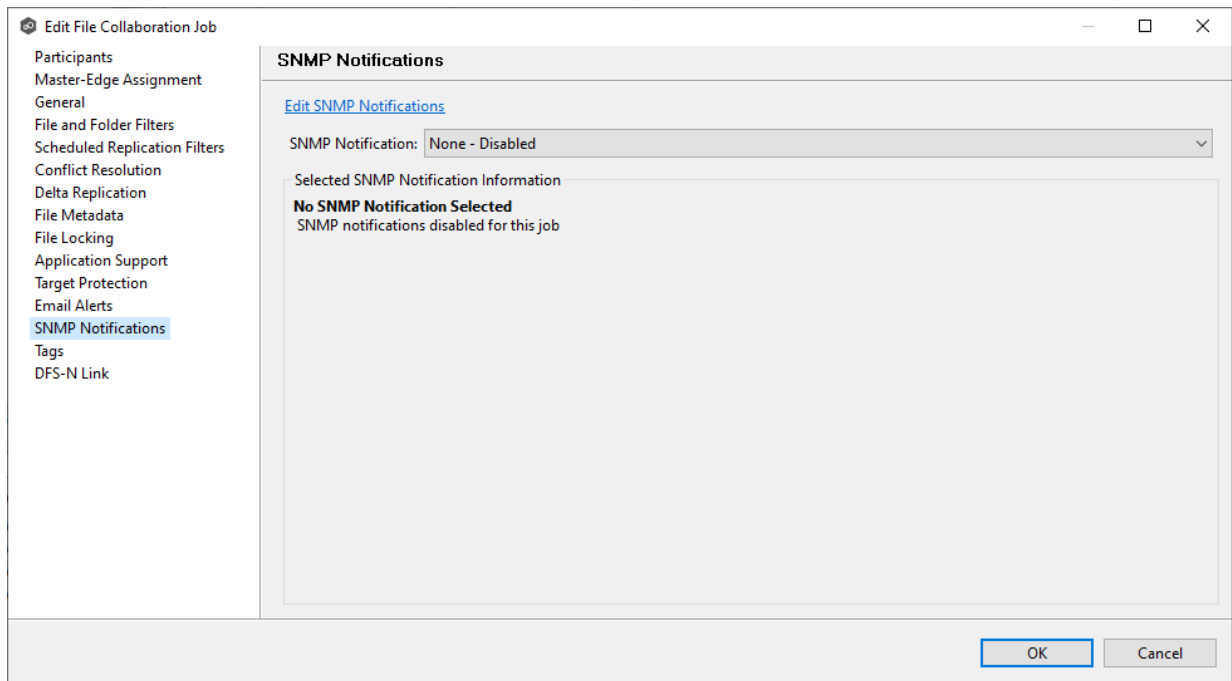 Edit File Collaboration Job
Participants
Master-Edge Assignment
General
File and Folder Filters
Scheduled Replication Filters
Conflict Resolution
Delta Replication
File Metadata
File Locking
Application Support
Target Protection
Email Alerts
SNMP Notifications
Tags
DFS-N Link
SNMP Notifications
Edit SNMP Notifications
SNMP Notification: None - Disabled
Selected SNMP Notification Information
No SNMP Notification Selected
SNMP notifications disabled for this job
OK Cancel